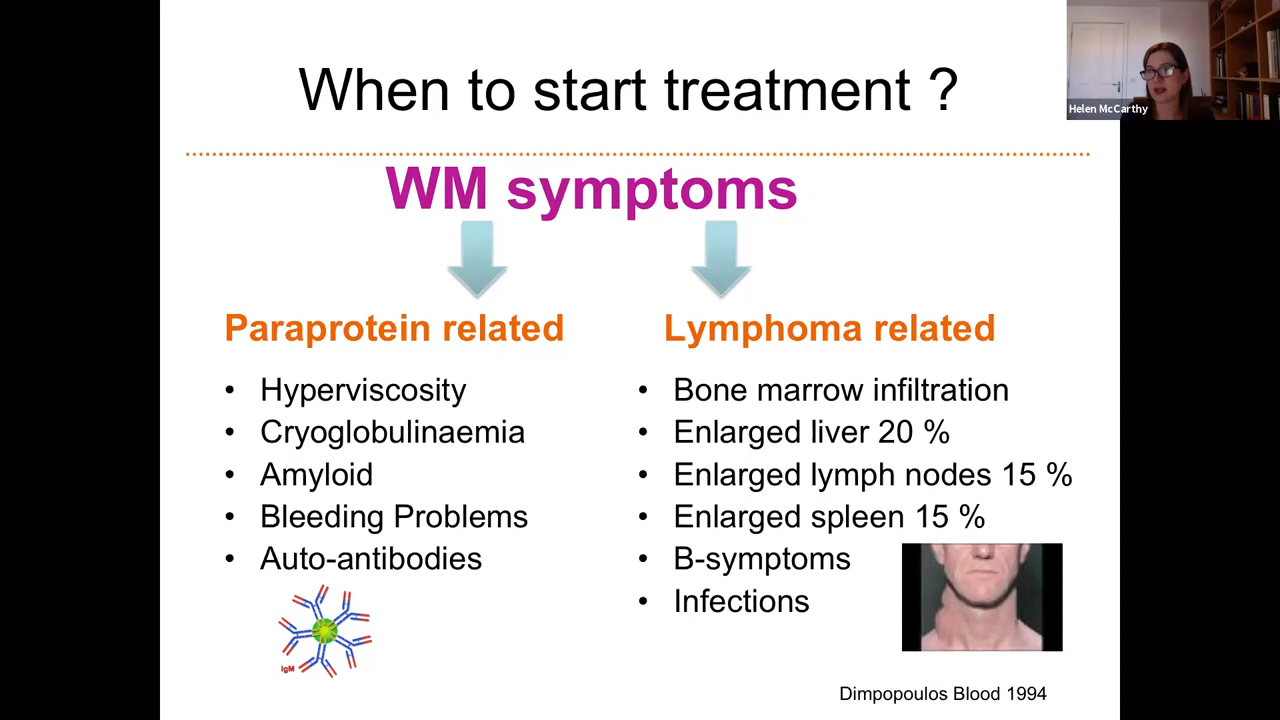 When to start treatment ?
Helen McCarthy
WM symptoms
Paraprotein related
• Hyperviscosity
• Cryoglobulinaemia
• Amyloid
• Bleeding Problems
• Auto-antibodies
IgM
Lymphoma related
• Bone marrow infiltration
• Enlarged liver 20 %
• Enlarged lymph nodes 15 %
• Enlarged spleen 15 %
• B-symptoms
• Infections
Dimpopoulos Blood 1994